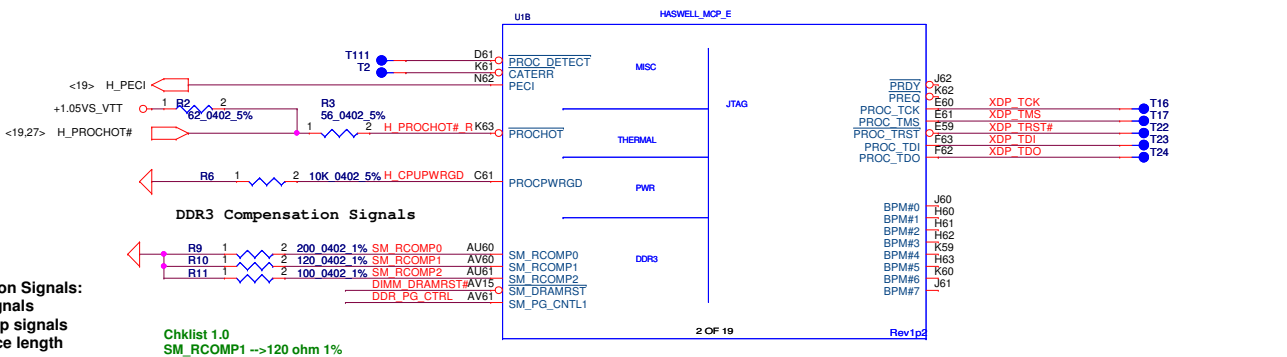 U1B
HASWELL_MCP_E
T111
D61
PROC_DETECT
T2
K61
CATERR
MISC
<19> H_PECI
N62
PECI
+1.05VS_VTT
1 R2 2
62_0402_5%
R3
56_0402_5%
<19,27> H_PROCHOT#
1 2
H_PROCHOT#_R
K63
PROCHOT
THERMAL
R6 1 2 10K_0402_5% H_CPUPWRGD C61
PROCPWRGD
PWR
JTAG
J62
PRDY
K62
PREQ
E60
PROC_TCK
XDP_TCK
T16
E61
PROC_TMS
XDP_TMS
T17
E59
PROC_TRST
XDP_TRST#
T22
F63
PROC_TDI
XDP_TDI
T23
F62
PROC_TDO
XDP_TDO
T24
DDR3 Compensation Signals
R9 1 2 200_0402_1% SM_RCOMP0 AU60
SM_RCOMP0
R10 1 2 120_0402_1% SM_RCOMP1 AV60
SM_RCOMP1
R11 1 2 100_0402_1% SM_RCOMP2 AU61
SM_RCOMP2
DIMM_DRAMRST# AV15
SM_DRAMRST
DDR_PG_CTRL AV61
SM_PG_CNTL1
DDR3
BPM#0 J60
BPM#1 H60
BPM#2 H61
BPM#3 H62
BPM#4 K59
BPM#5 H63
BPM#6 K60
BPM#7 J61
2 OF 19
Rev1p2
on Signals:
gnals
p signals
ce length
Chklist 1.0
SM_RCOMP1 -->120 ohm 1%